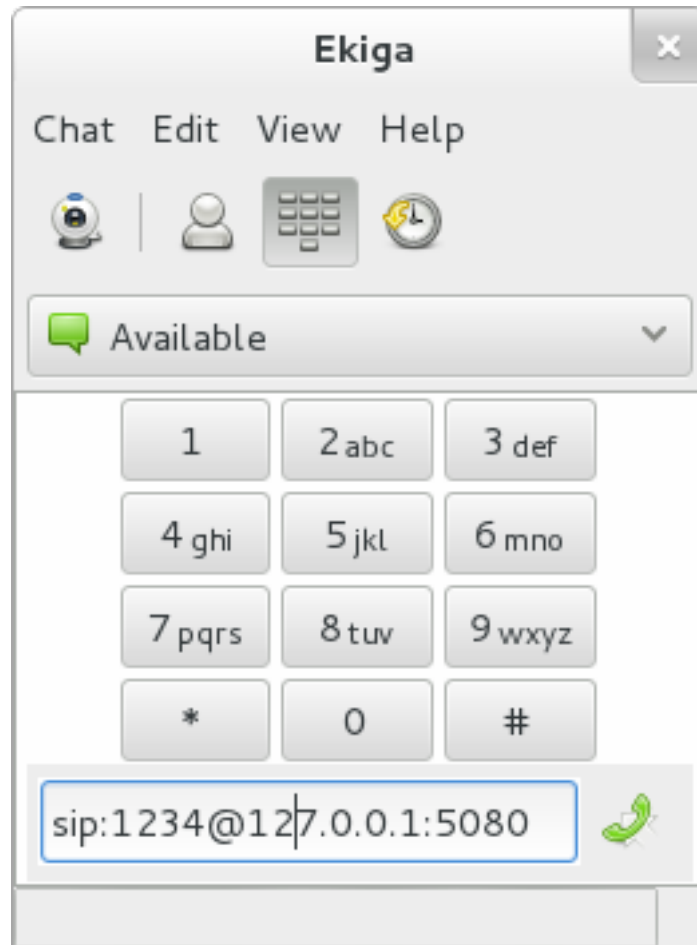 Ekiga
Chat Edit View Help
Available
1 2 abc 3 def
4 ghi 5 jkl 6 mno
7 pqrs 8 tuv 9 wxyz
* 0 #
sip:1234@127.0.0.1:5080